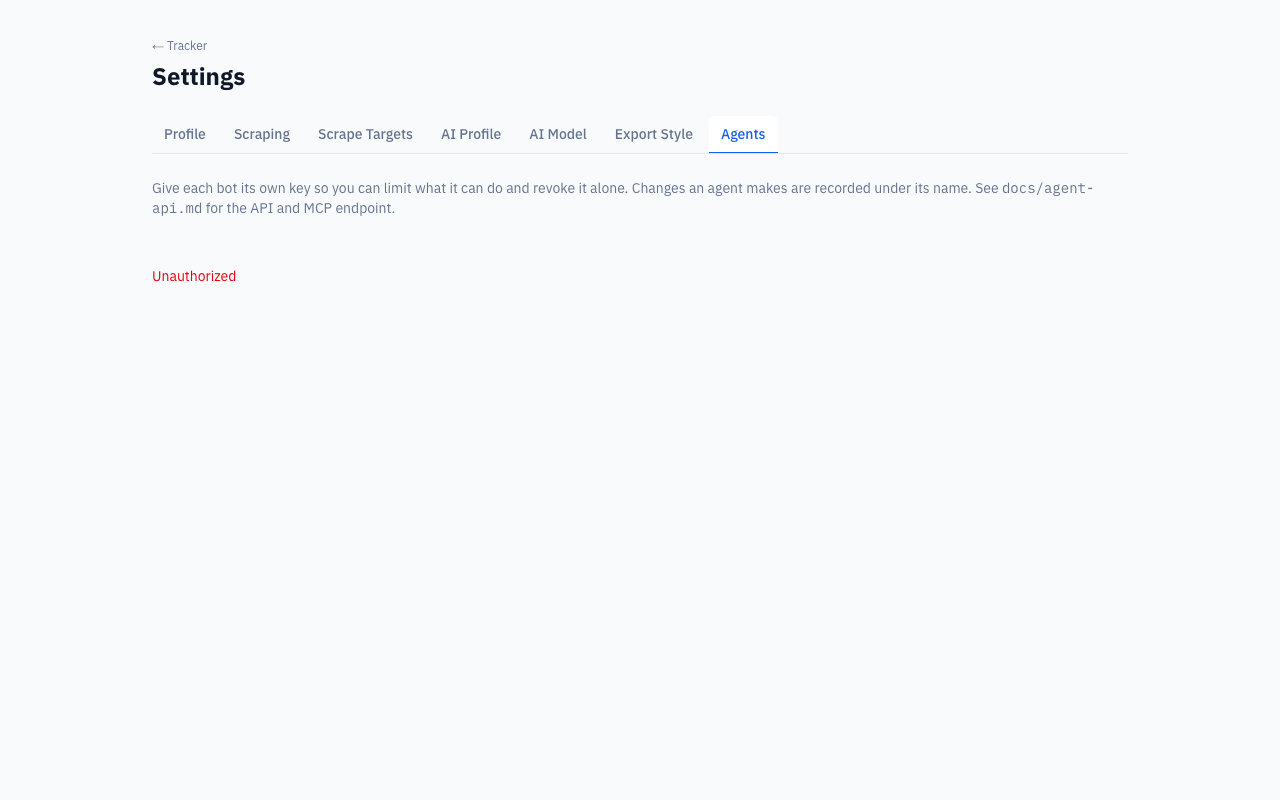 ← Tracker
Settings
Profile Scraping Scrape Targets AI Profile AI Model Export Style Agents
Give each bot its own key so you can limit what it can do and revoke it alone. Changes an agent makes are recorded under its name. See docs/agent-
api.md for the API and MCP endpoint.
Unauthorized